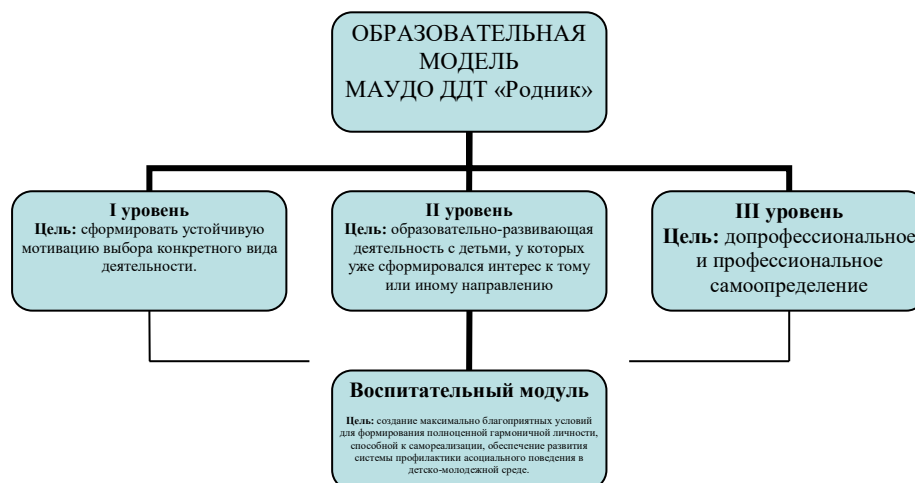 ОБРАЗОВАТЕЛЬНАЯ
МОДЕЛЬ
МАУДО ДДТ «Родник»
I уровень
Цель: сформировать устойчивую
мотивацию выбора конкретного вида
деятельности.
II уровень
Цель: образовательно-развивающая
деятельность с детьми, у которых
уже сформировался интерес к тому
или иному направлению
III уровень
Цель: допрофессиональное
и профессиональное
самоопределение
Воспитательный модуль
Цель: создание максимально благоприятных условий
для формирования полноценной гармоничной личности,
способной к самореализации, обеспечение развития
системы профилактики асоциального поведения в
детско-молодежной среде.